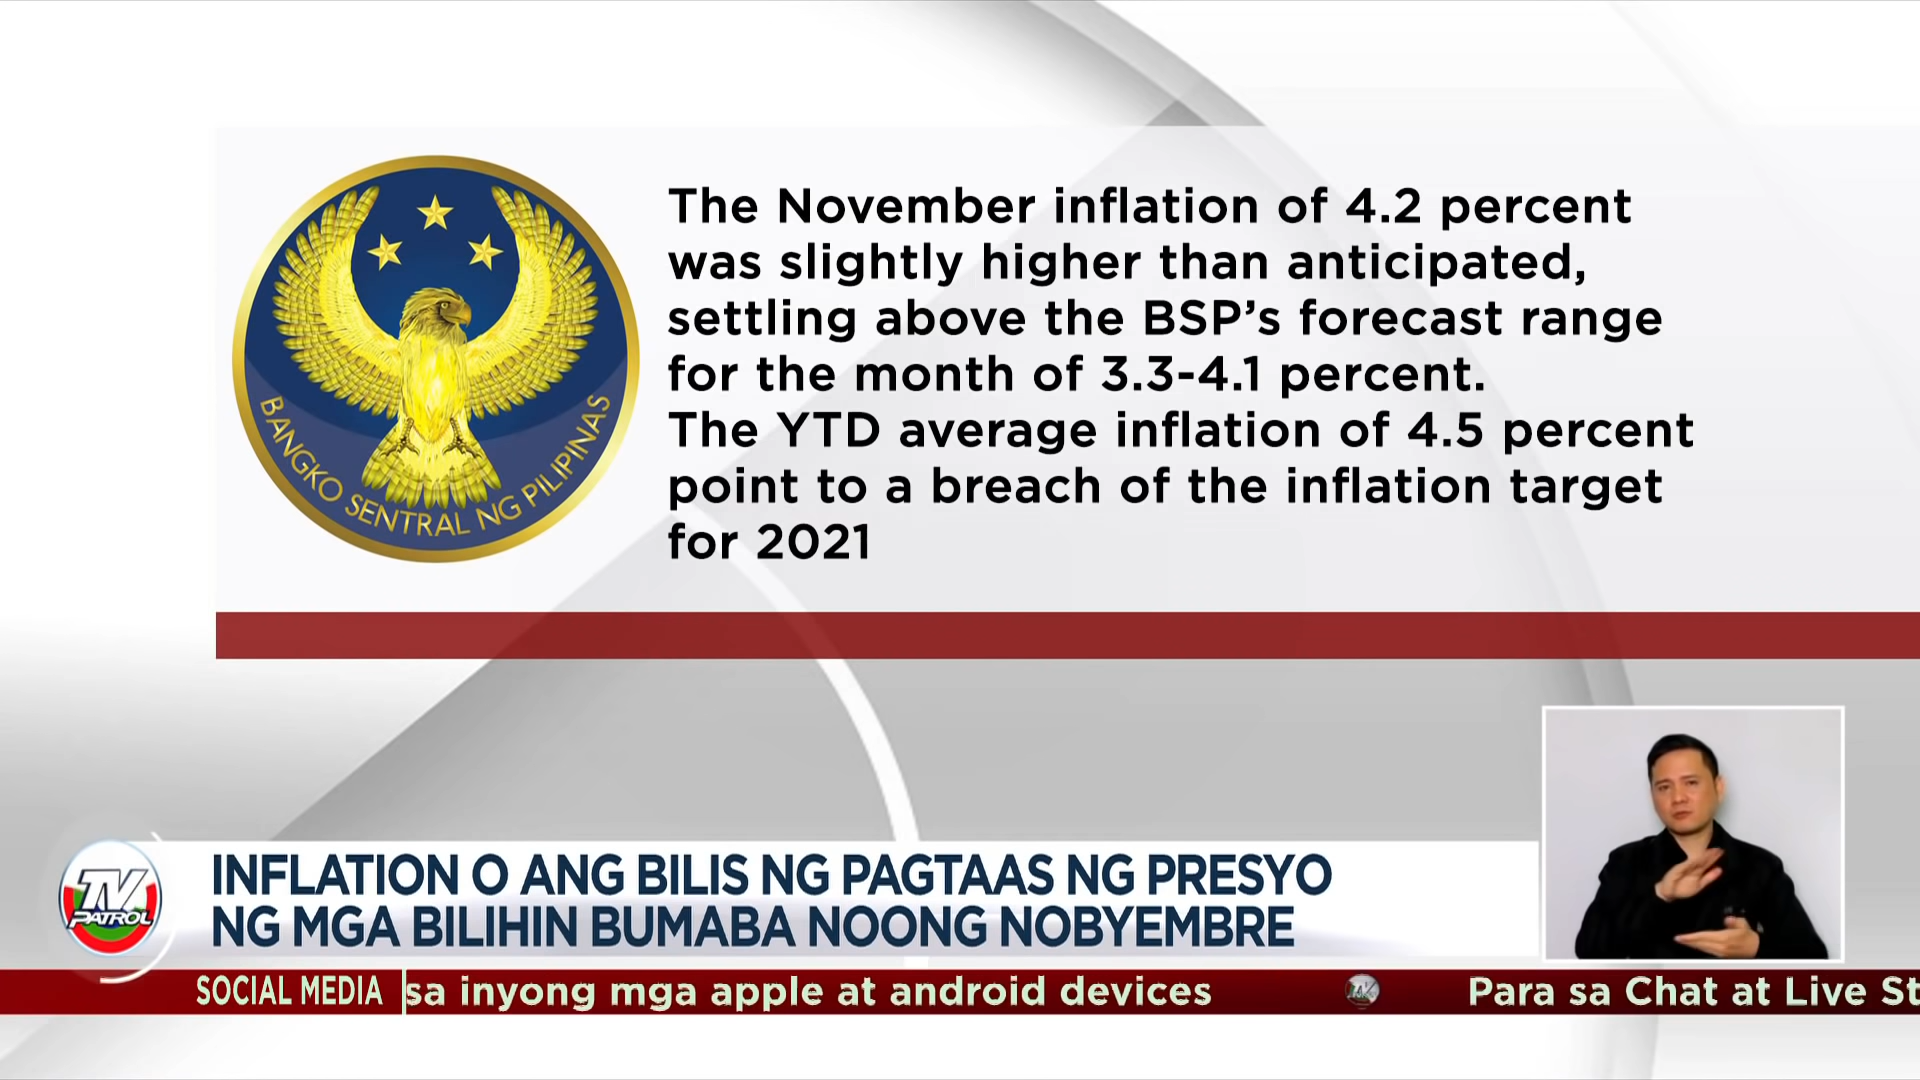 The November inflation of 4.2 percent
was slightly higher than anticipated,
settling above the BSP’s forecast range
for the month of 3.3-4.1 percent.
The YTD average inflation of 4.5 percent
point to a breach of the inflation target
for 2021
BANGKO SENTRAL NG PILIPINAS
TV PATROL
INFLATION O ANG BILIS NG PAGTAAS NG PRESYO
NG MGA BILIHIN BUMABA NOONG NOBYEMBRE
SOCIAL MEDIA sa inyong mga apple at android devices Para sa Chat at Live St